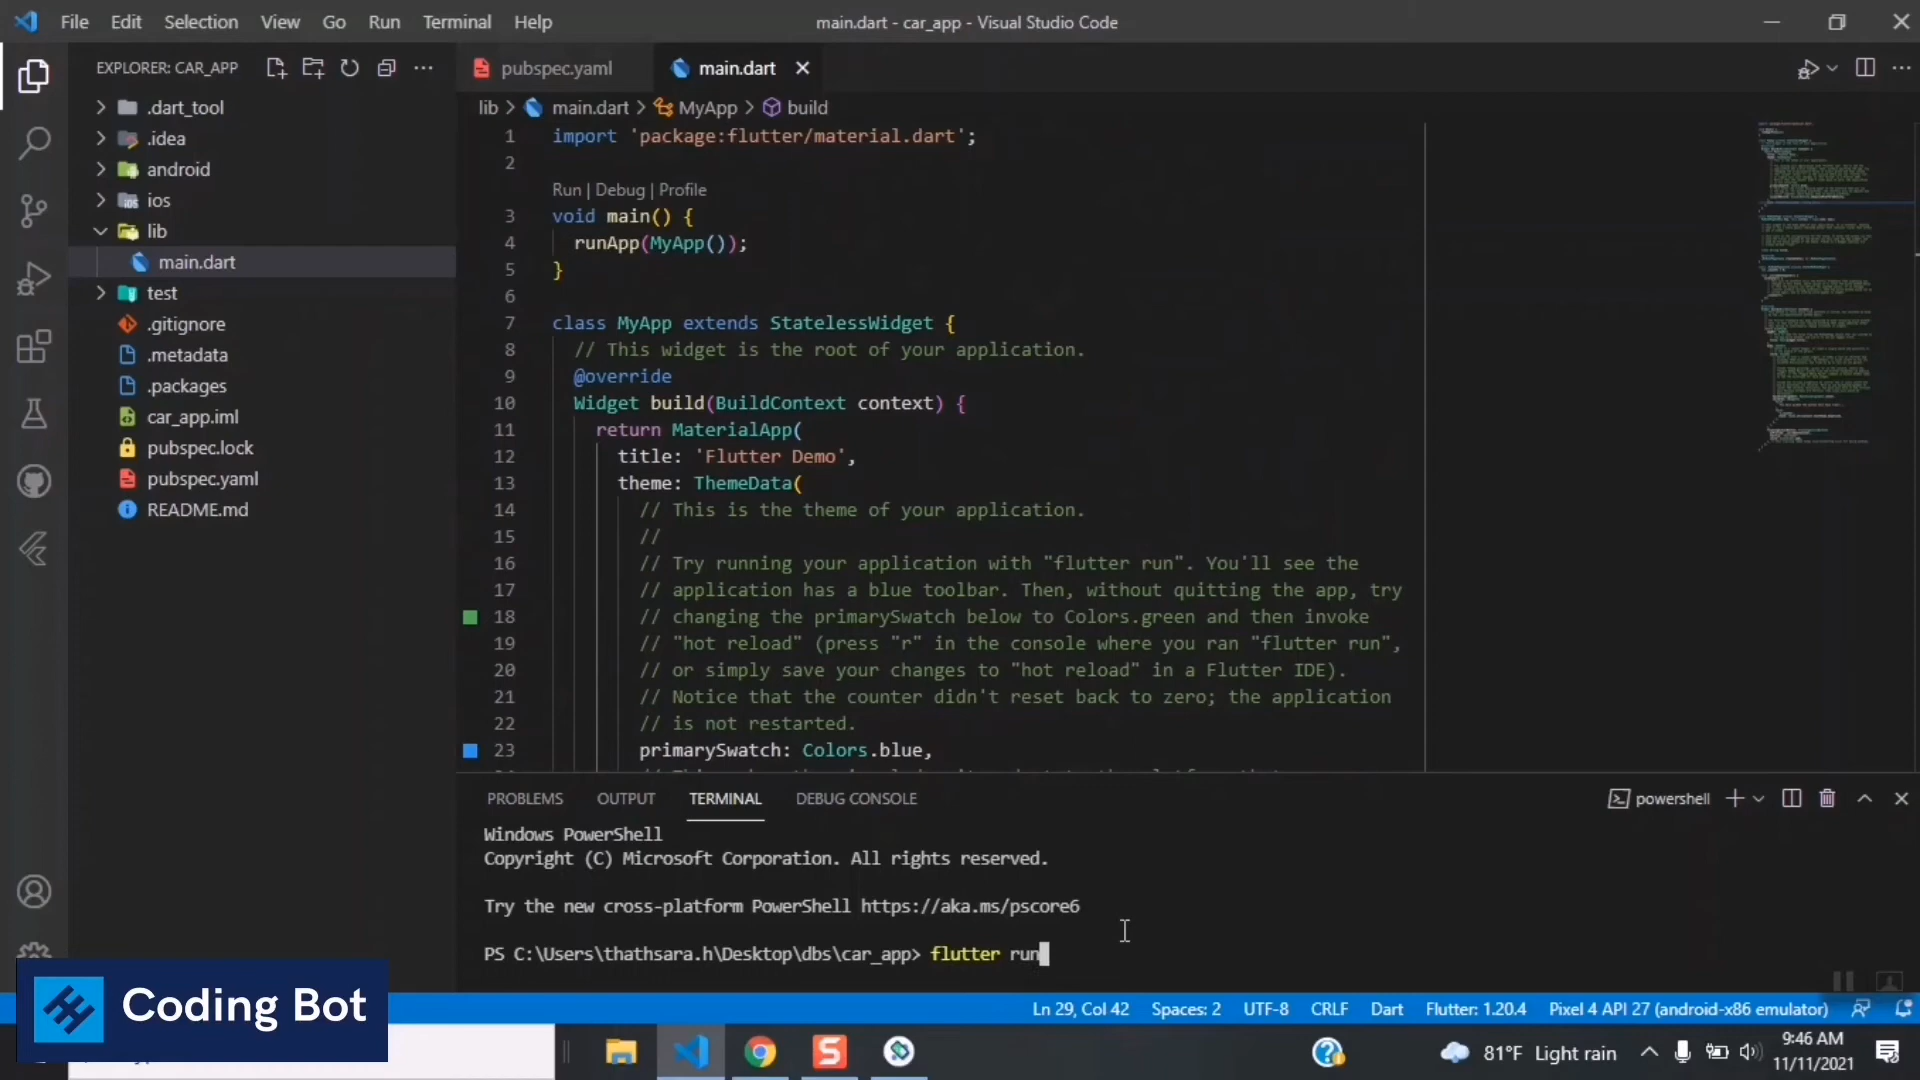 File Edit Selection View Go Run Terminal Help
main.dart - car_app - Visual Studio Code
EXPLORER: CAR_APP
.dart_tool
.idea
android
ios
lib
main.dart
test
.gitignore
.metadata
.packages
car_app.iml
pubspec.lock
pubspec.yaml
README.md
pubspec.yaml
main.dart
lib > main.dart > MyApp > build
1 import 'package:flutter/material.dart';
2
Run | Debug | Profile
3 void main() {
4 runApp(MyApp());
5 }
6
7 class MyApp extends StatelessWidget {
8 // This widget is the root of your application.
9 @override
10 Widget build(BuildContext context) {
11 return MaterialApp(
12 title: 'Flutter Demo',
13 theme: ThemeData(
14 // This is the theme of your application.
15 //
16 // Try running your application with "flutter run". You'll see the
17 // application has a blue toolbar. Then, without quitting the app, try
18 // changing the primarySwatch below to Colors.green and then invoke
19 // "hot reload" (press "r" in the console where you ran "flutter run",
20 // or simply save your changes to "hot reload" in a Flutter IDE).
21 // Notice that the counter didn't reset back to zero; the application
22 // is not restarted.
23 primarySwatch: Colors.blue,
PROBLEMS OUTPUT TERMINAL DEBUG CONSOLE
powershell
Windows PowerShell
Copyright (C) Microsoft Corporation. All rights reserved.
Try the new cross-platform PowerShell https://aka.ms/pscore6
PS C:\Users\thathsara.h\Desktop\dbs\car_app> flutter run
Coding Bot
Ln 29, Col 42 Spaces: 2 UTF-8 CRLF Dart Flutter: 1.20.4 Pixel 4 API 27 (android-x86 emulator)
81°F Light rain
9:46 AM
11/11/2021